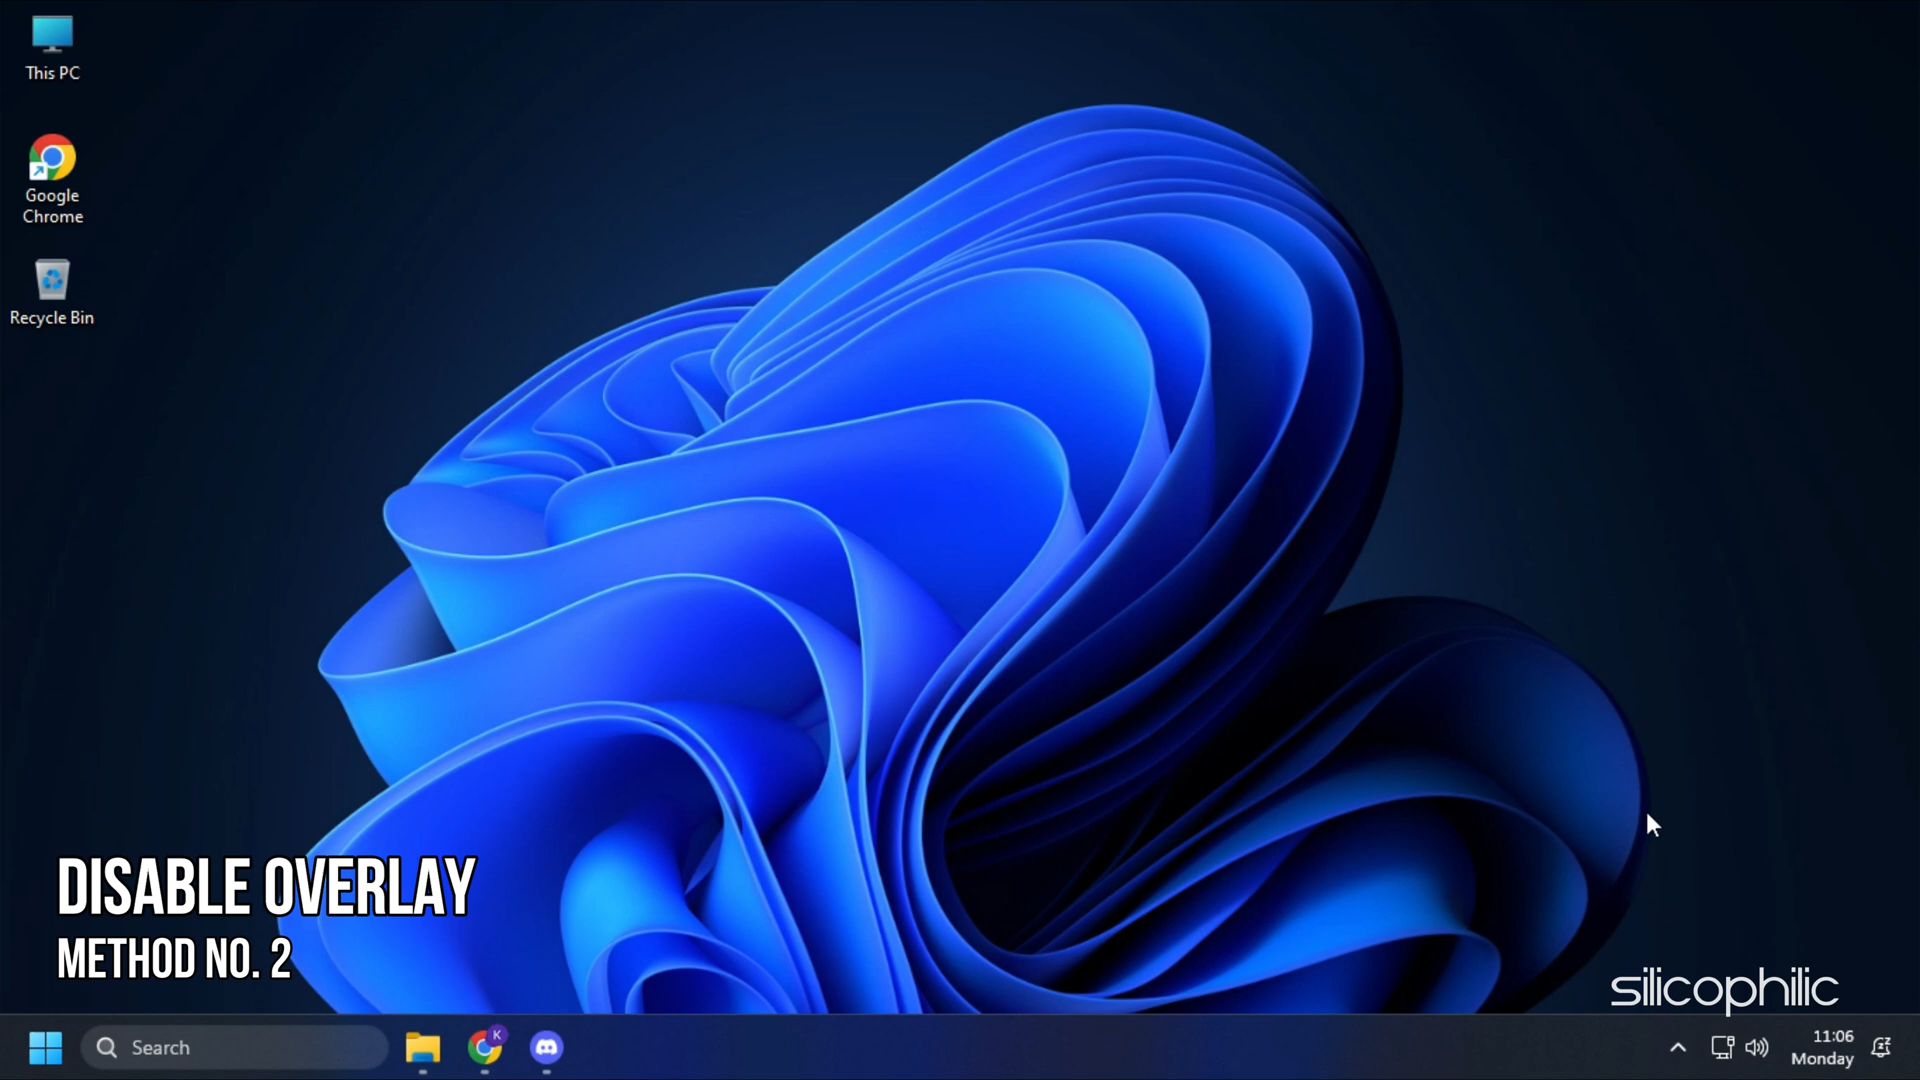 This PC
Google
Chrome
Recycle Bin
DISABLE OVERLAY
METHOD NO. 2
silicophilic
Search
K
11:06
Monday